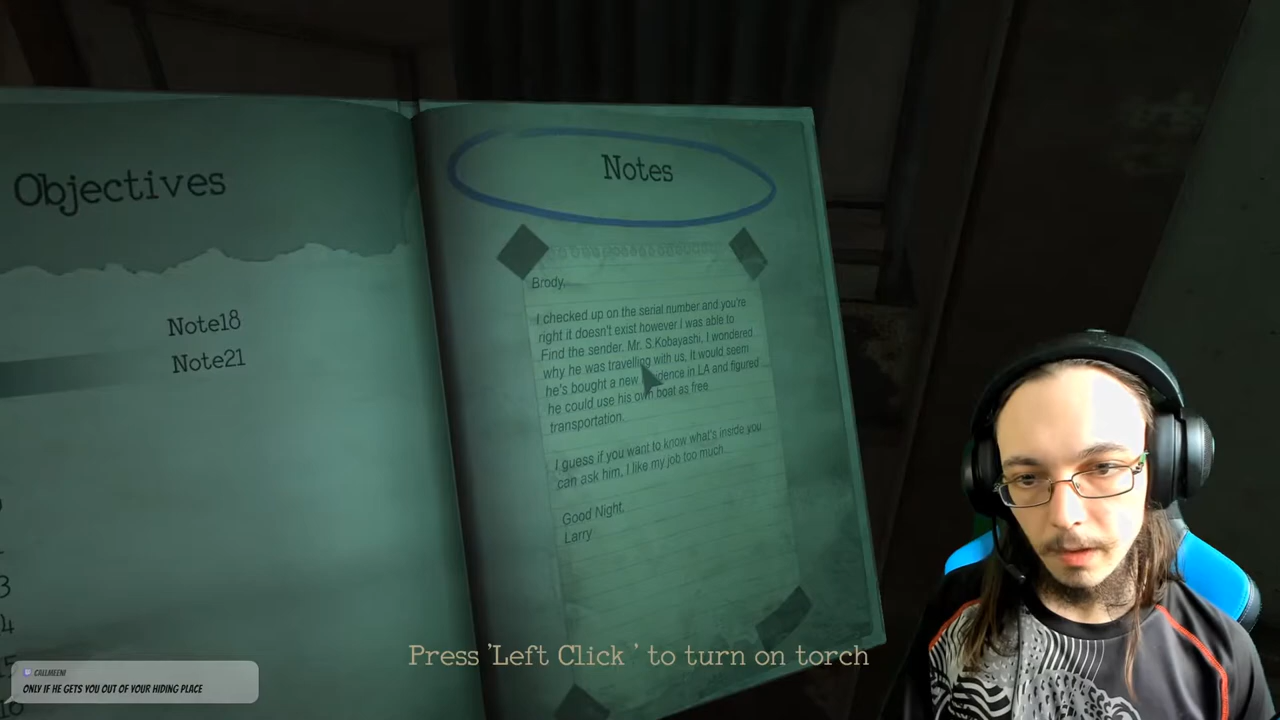 Objectives
Note18
Note21
3
4
Notes
Brody,
I checked up on the serial number and you're
right it doesn't exist however I was able to
Find the sender. Mr. S.Kobayashi, I wondered
why he was travelling with us, It would seem
he's bought a new dence in LA and figured
he could use his own boat as free
transportation.
I guess if you want to know what's inside you
can ask him, I like my job too much...
Good Night,
Larry
Press 'Left Click ' to turn on torch
CALLMEENI
ONLY IF HE GETS YOU OUT OF YOUR HIDING PLACE